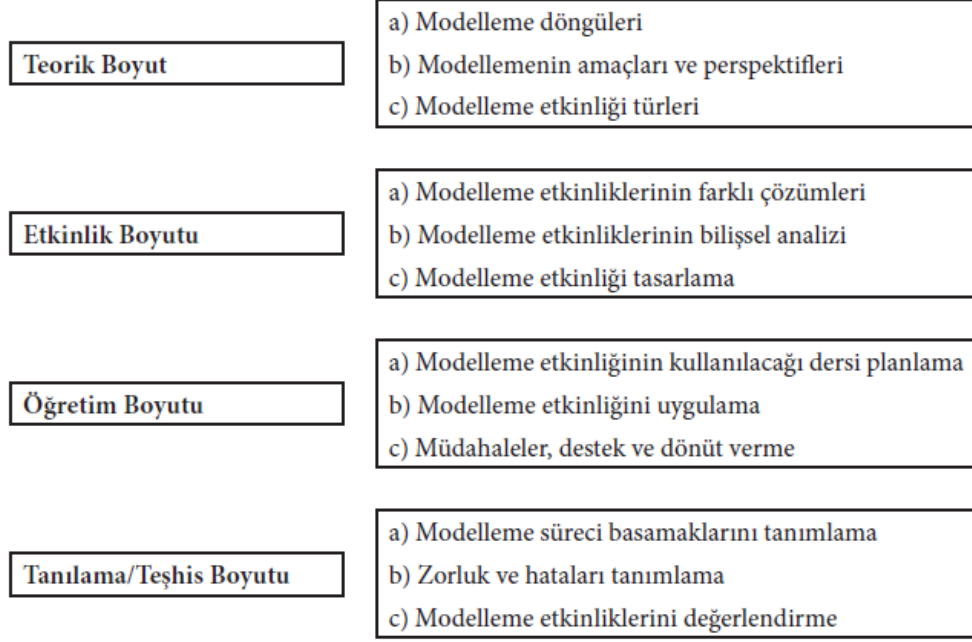 Teorik Boyut
a) Modelleme döngüleri
b) Modellemenin amaçları ve perspektifleri
c) Modelleme etkinliği türleri
Etkinlik Boyutu
a) Modelleme etkinliklerinin farklı çözümleri
b) Modelleme etkinliklerinin bilişsel analizi
c) Modelleme etkinliği tasarlama
Öğretim Boyutu
a) Modelleme etkinliğinin kullanılacağı dersi planlama
b) Modelleme etkinliğini uygulama
c) Müdahaleler, destek ve dönüt verme
Tanılama/Teşhis Boyutu
a) Modelleme süreci basamaklarını tanımlama
b) Zorluk ve hataları tanımlama
c) Modelleme etkinliklerini değerlendirme